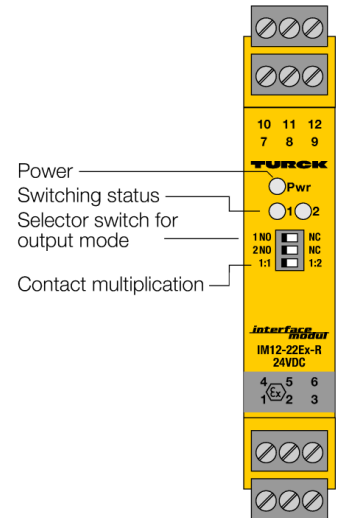 10 11 12
7 8 9
TURCK
Power
Pwr
Switching status
1 2
Selector switch for
output mode
1 NO NC
2 NO NC
1:1 1:2
Contact multiplication
interface
modul
IM12-22Ex-R
24VDC
4 5 6
Ex
1 2 3